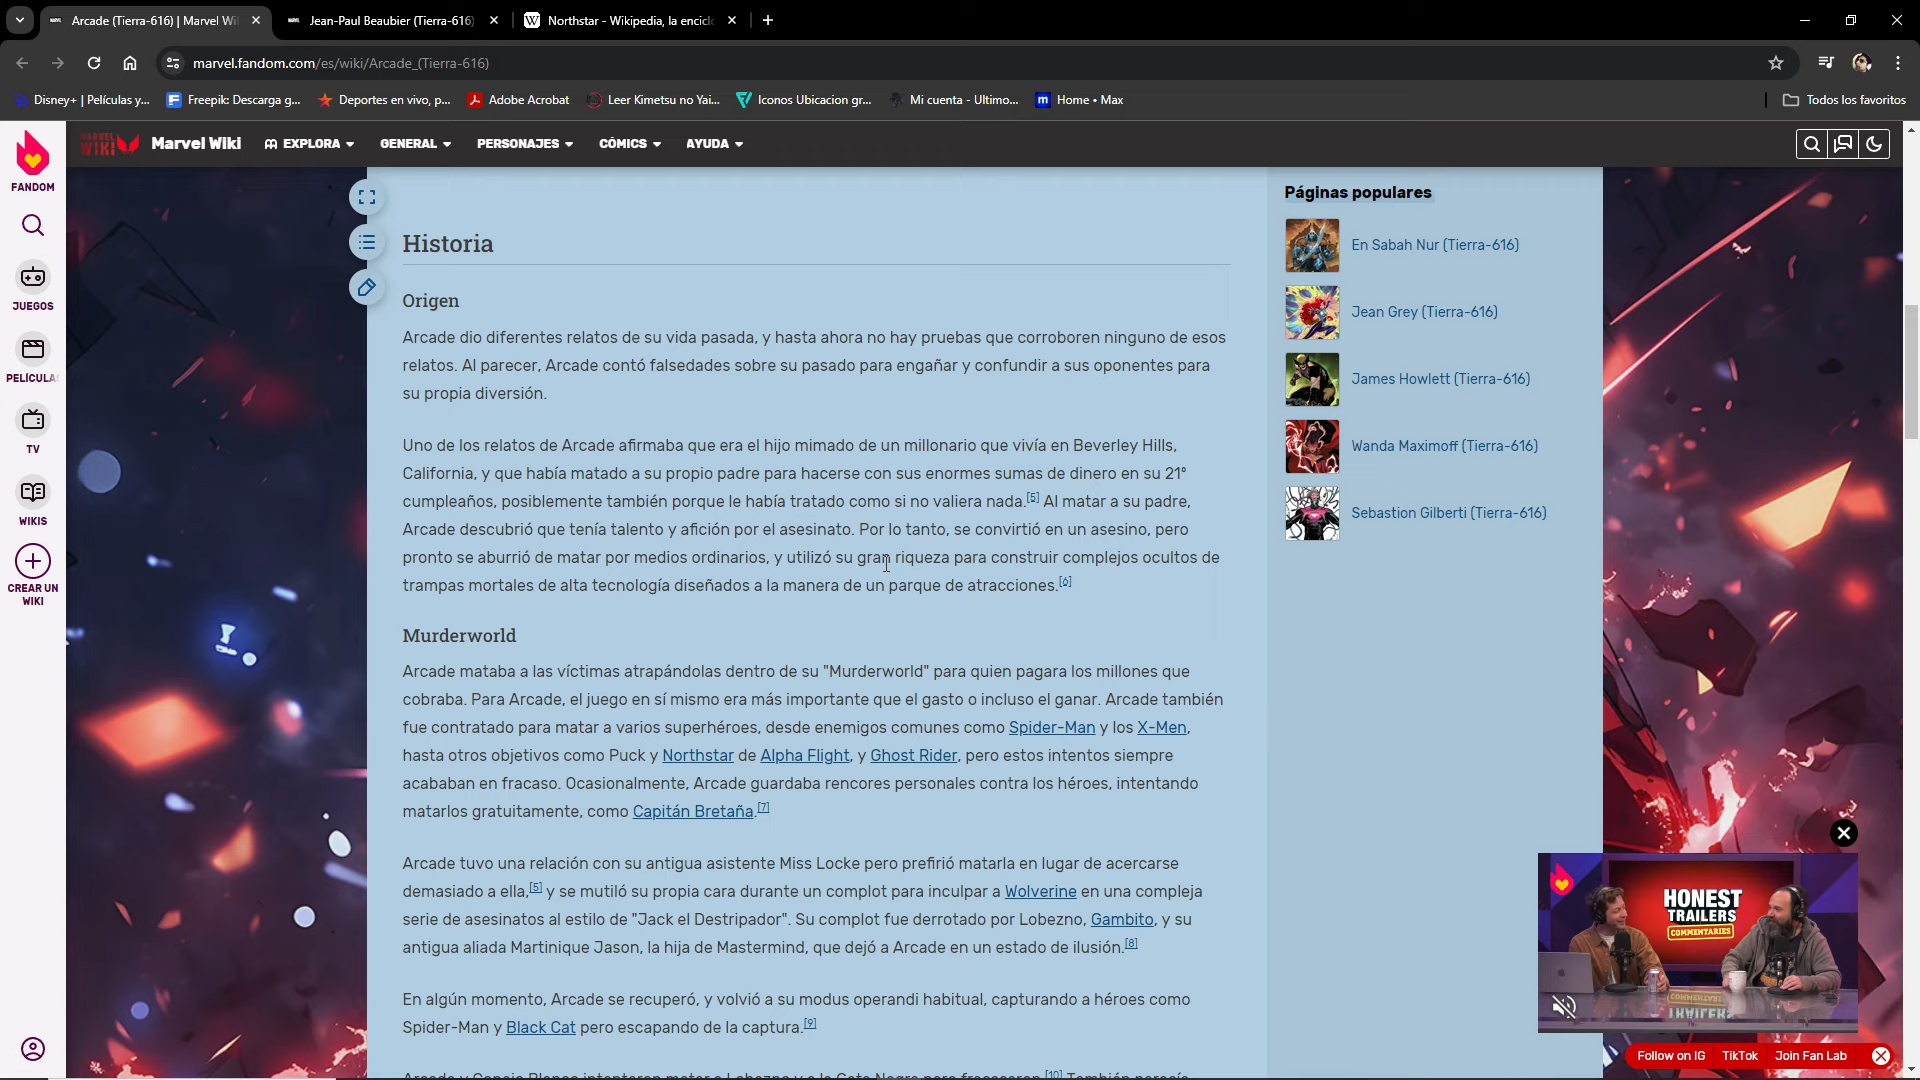 Arcade (Tierra-616) | Marvel Wi
Jean-Paul Beaubier (Tierra-616)
Northstar - Wikipedia, la encicl
marvel.fandom.com/es/wiki/Arcade_(Tierra-616)
Disney+ | Películas y...
Freepik: Descarga g...
Deportes en vivo, p...
Adobe Acrobat
Leer Kimetsu no Yai...
Iconos Ubicacion gr...
Mi cuenta - Ultimo...
Home • Max
Todos los favoritos
FANDOM
JUEGOS
PELÍCULA
TV
WIKIS
CREAR UN
WIKI
MARVEL
WIKI
Marvel Wiki
EXPLORA
GENERAL
PERSONAJES
CÓMICS
AYUDA
Historia
Origen
Arcade dio diferentes relatos de su vida pasada, y hasta ahora no hay pruebas que corroboren ninguno de esos
relatos. Al parecer, Arcade contó falsedades sobre su pasado para engañar y confundir a sus oponentes para
su propia diversión.
Uno de los relatos de Arcade afirmaba que era el hijo mimado de un millonario que vivía en Beverley Hills,
California, y que había matado a su propio padre para hacerse con sus enormes sumas de dinero en su 21º
cumpleaños, posiblemente también porque le había tratado como si no valiera nada.[5] Al matar a su padre,
Arcade descubrió que tenía talento y afición por el asesinato. Por lo tanto, se convirtió en un asesino, pero
pronto se aburrió de matar por medios ordinarios, y utilizó su gran riqueza para construir complejos ocultos de
trampas mortales de alta tecnología diseñados a la manera de un parque de atracciones.[6]
Murderworld
Arcade mataba a las víctimas atrapándolas dentro de su "Murderworld" para quien pagara los millones que
cobraba. Para Arcade, el juego en sí mismo era más importante que el gasto o incluso el ganar. Arcade también
fue contratado para matar a varios superhéroes, desde enemigos comunes como Spider-Man y los X-Men,
hasta otros objetivos como Puck y Northstar de Alpha Flight, y Ghost Rider, pero estos intentos siempre
acababan en fracaso. Ocasionalmente, Arcade guardaba rencores personales contra los héroes, intentando
matarlos gratuitamente, como Capitán Bretaña.[7]
Arcade tuvo una relación con su antigua asistente Miss Locke pero prefirió matarla en lugar de acercarse
demasiado a ella,[5] y se mutiló su propia cara durante un complot para inculpar a Wolverine en una compleja
serie de asesinatos al estilo de "Jack el Destripador". Su complot fue derrotado por Lobezno, Gambito, y su
antigua aliada Martinique Jason, la hija de Mastermind, que dejó a Arcade en un estado de ilusión.[8]
En algún momento, Arcade se recuperó, y volvió a su modus operandi habitual, capturando a héroes como
Spider-Man y Black Cat pero escapando de la captura.[9]
Páginas populares
En Sabah Nur (Tierra-616)
Jean Grey (Tierra-616)
James Howlett (Tierra-616)
Wanda Maximoff (Tierra-616)
Sebastion Gilberti (Tierra-616)
HONEST
TRAILERS
COMMENTARIES
Follow on IG
TikTok
Join Fan Lab